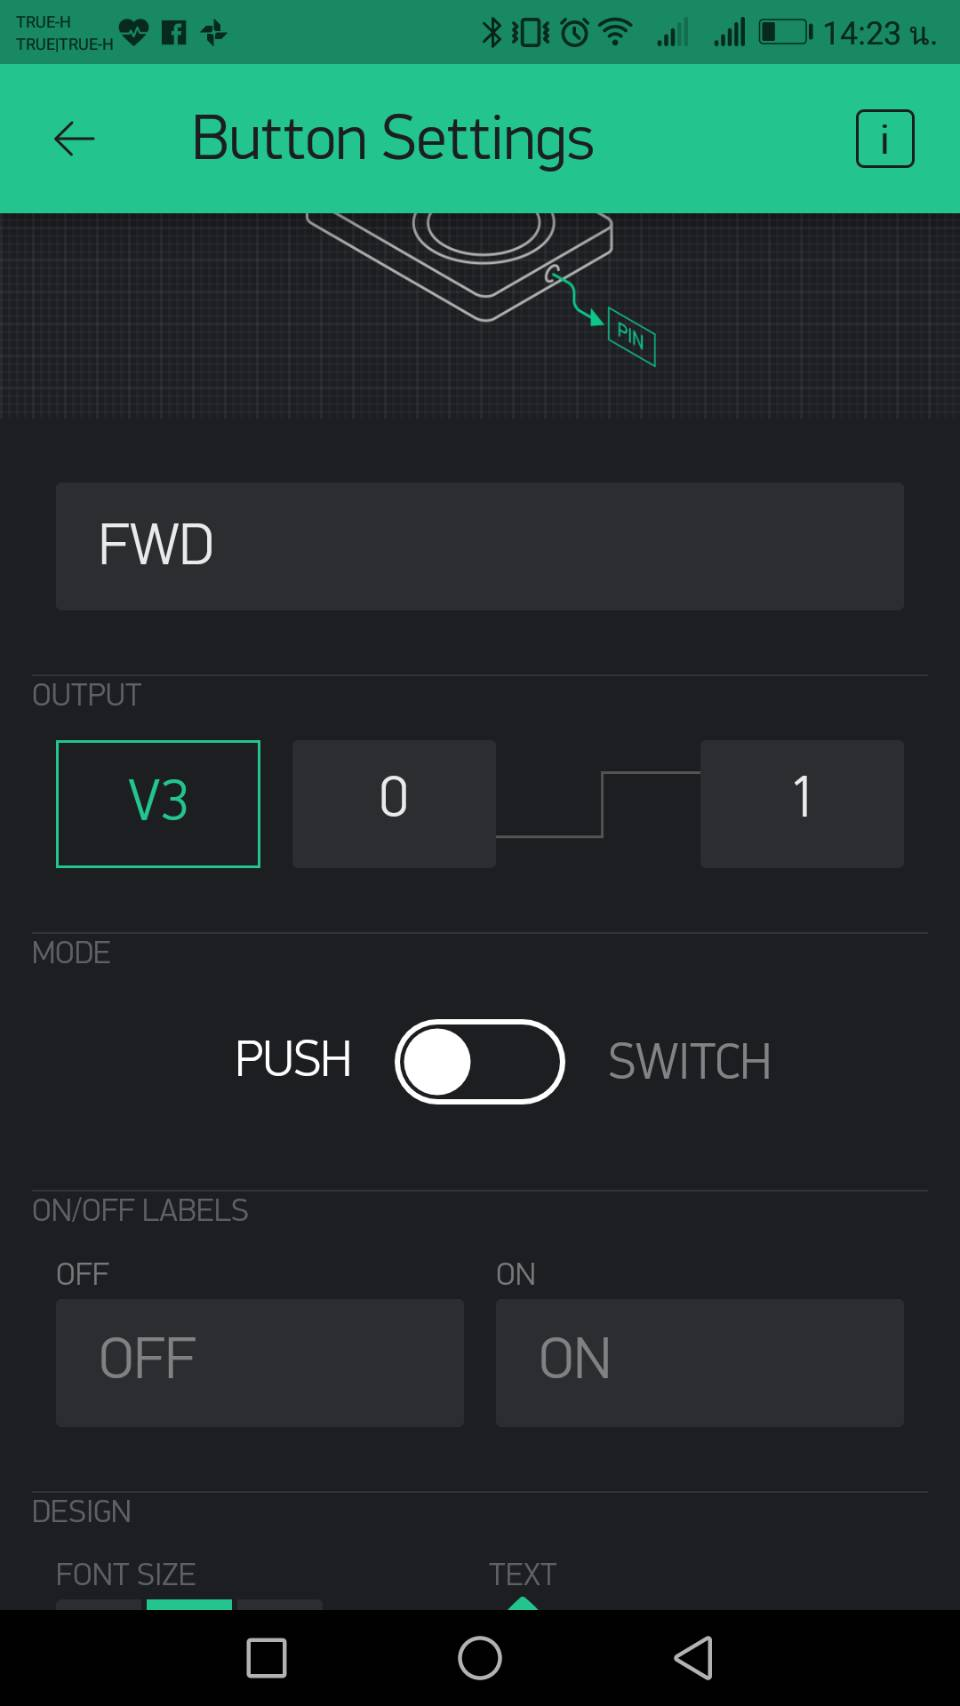 TRUE-H
TRUE|TRUE-H
14:23 น.
Button Settings
i
PIN
FWD
OUTPUT
V3 0 1
MODE
PUSH SWITCH
ON/OFF LABELS
OFF ON
OFF ON
DESIGN
FONT SIZE TEXT